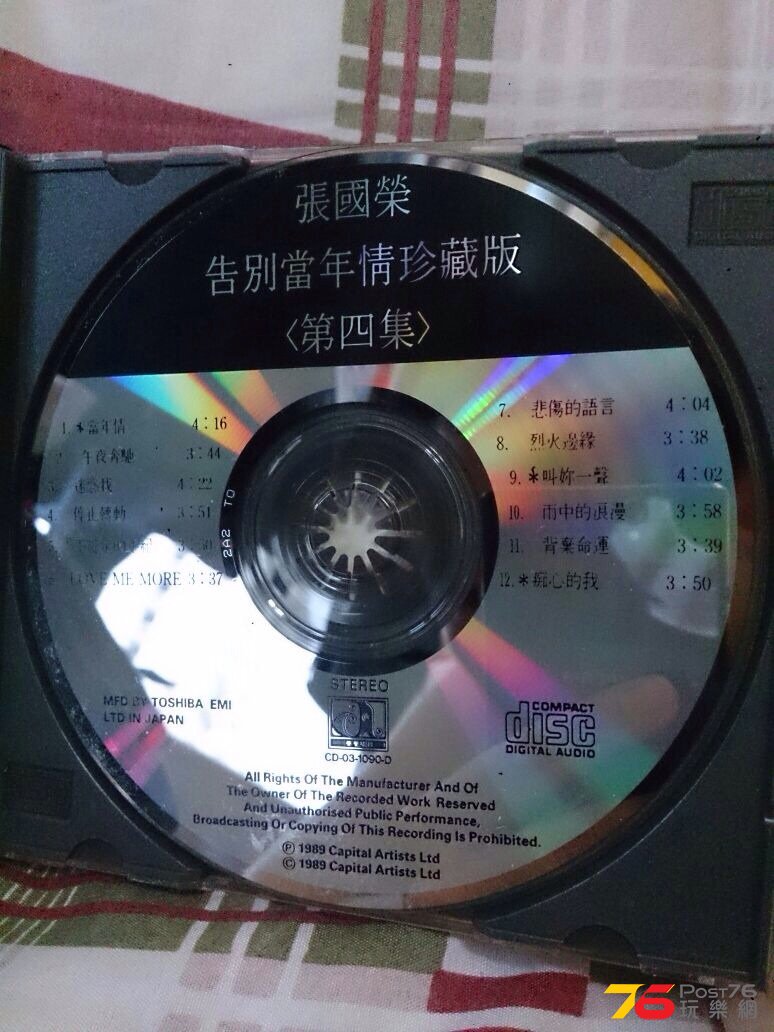 張國榮
告別當年情珍藏版
〈第四集〉
1.*當年情 4:16
2. 午夜奔馳 3:44
3. 迷惑我 4:22
4. 停止轉動 3:51
3:50
LOVE ME MORE 3:37
7. 悲傷的語言 4:04
8. 烈火邊緣 3:38
9.*叫妳一聲 4:02
10. 雨中的浪漫 3:58
11. 背棄命運 3:39
12.*痴心的我 3:50
2A2 TO
STEREO
MFD BY TOSHIBA EMI
LTD IN JAPAN
CD-03-1090-D
COMPACT
disc
DIGITAL AUDIO
All Rights Of The Manufacturer And Of
The Owner Of The Recorded Work Reserved
And Unauthorised Public Performance,
Broadcasting Or Copying Of This Recording Is Prohibited.
Ⓟ 1989 Capital Artists Ltd
© 1989 Capital Artists Ltd
76 POST76
玩樂網